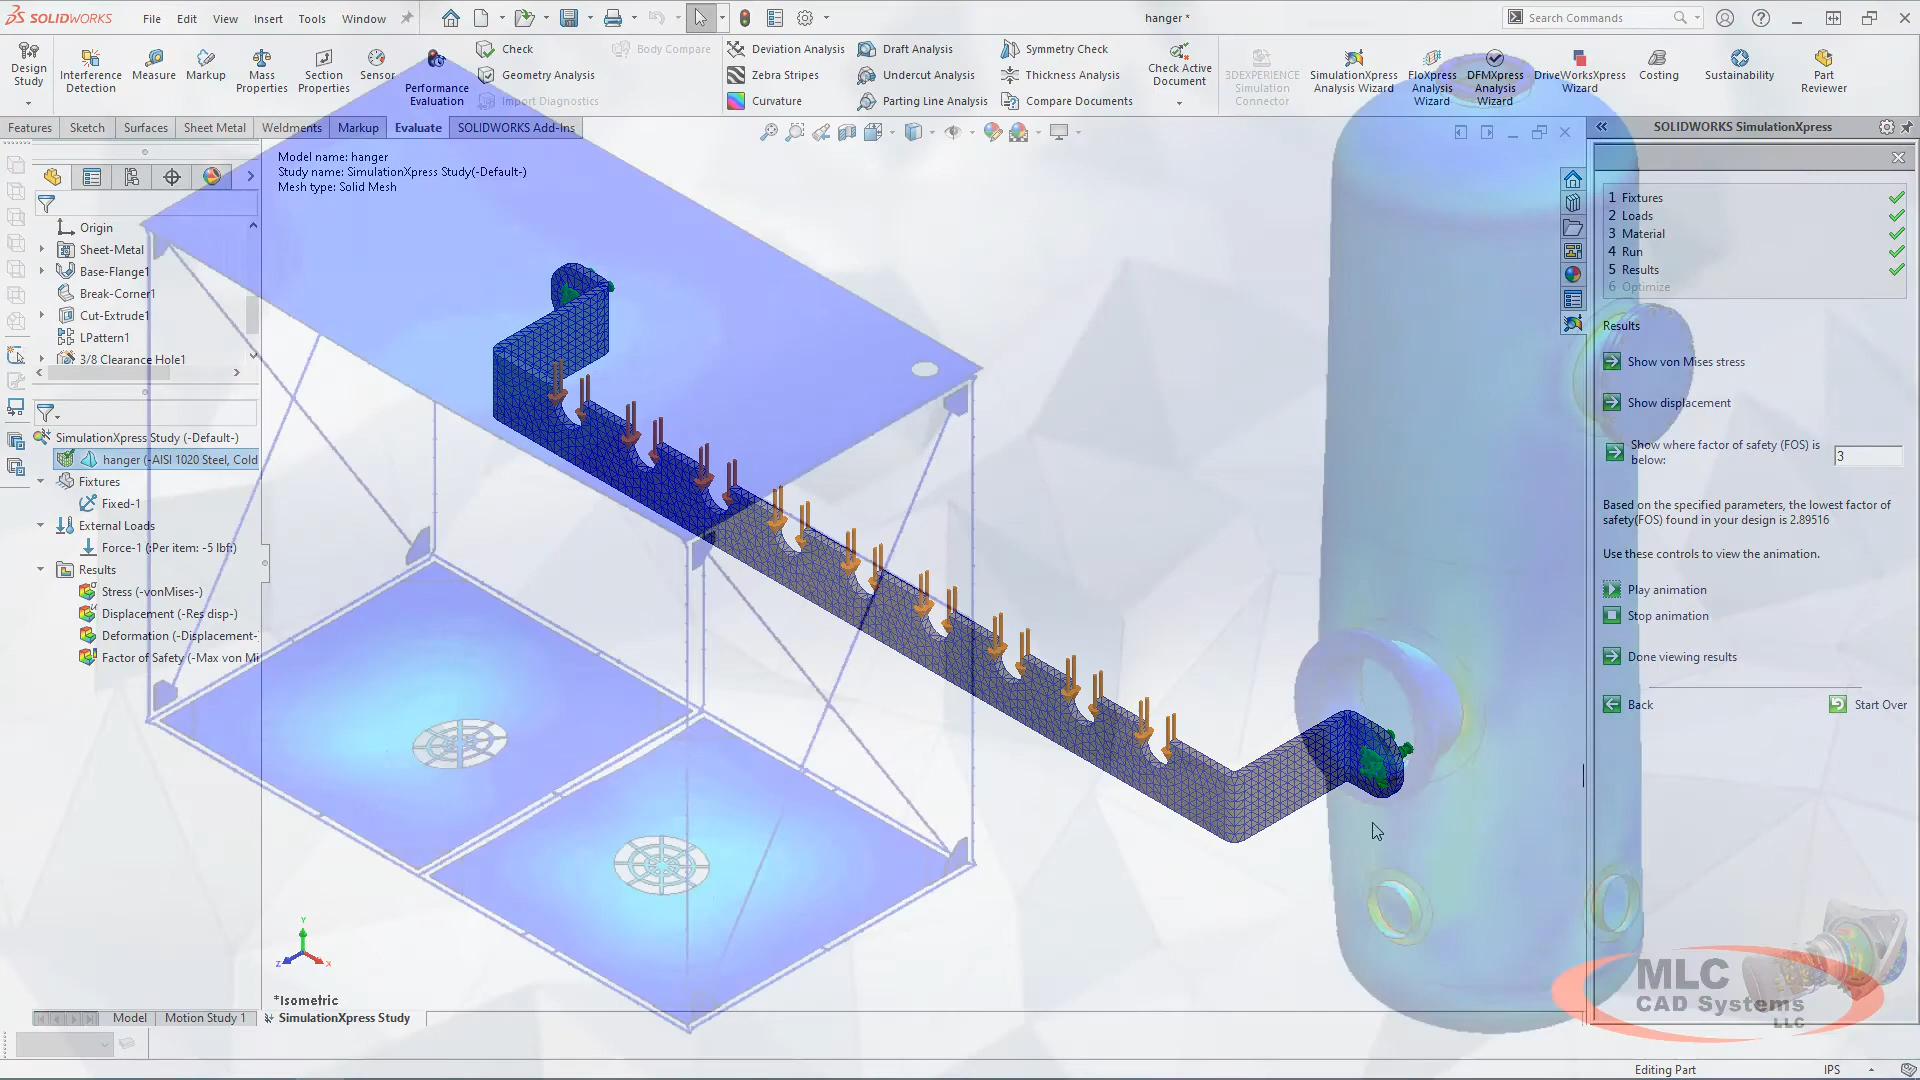 SOLIDWORKS File Edit View Insert Tools Window hanger * Search Commands
Design Study
Interference Detection
Measure
Markup
Mass Properties
Section Properties
Sensor
Performance Evaluation
Check
Geometry Analysis
Import Diagnostics
Body Compare
Deviation Analysis
Zebra Stripes
Curvature
Draft Analysis
Undercut Analysis
Parting Line Analysis
Symmetry Check
Thickness Analysis
Compare Documents
Check Active Document
3DEXPERIENCE Simulation Connector
SimulationXpress Analysis Wizard
FloXpress Analysis Wizard
DFMXpress Analysis Wizard
DriveWorksXpress Wizard
Costing
Sustainability
Part Reviewer
Features Sketch Surfaces Sheet Metal Weldments Markup Evaluate SOLIDWORKS Add-Ins
Model name: hanger
Study name: SimulationXpress Study(-Default-)
Mesh type: Solid Mesh
Origin
Sheet-Metal
Base-Flange1
Break-Corner1
Cut-Extrude1
LPattern1
3/8 Clearance Hole1
SimulationXpress Study (-Default-)
hanger (-AISI 1020 Steel, Cold
Fixtures
Fixed-1
External Loads
Force-1 (:Per item: -5 lbf:)
Results
Stress (-vonMises-)
Displacement (-Res disp-)
Deformation (-Displacement-
Factor of Safety (-Max von Mi
Y
Z
X
*Isometric
Model Motion Study 1 SimulationXpress Study
SOLIDWORKS SimulationXpress
1 Fixtures
2 Loads
3 Material
4 Run
5 Results
6 Optimize
Results
Show von Mises stress
Show displacement
Show where factor of safety (FOS) is below: 3
Based on the specified parameters, the lowest factor of
safety(FOS) found in your design is 2.89516
Use these controls to view the animation.
Play animation
Stop animation
Done viewing results
Back Start Over
MLC
CAD Systems
LLC
Editing Part IPS